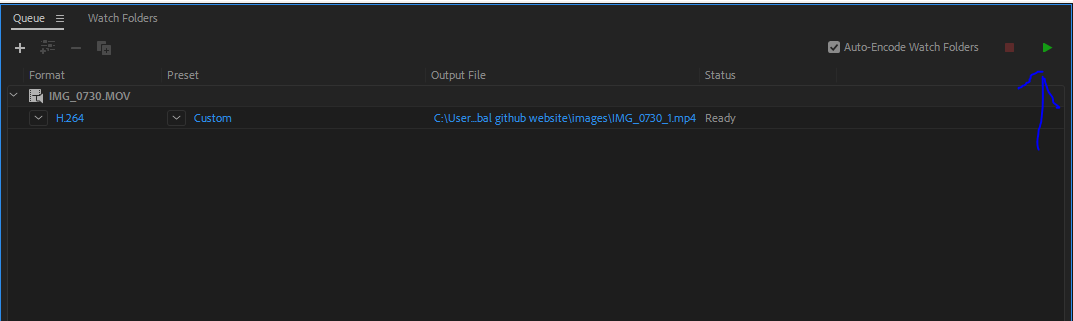 Queue Watch Folders
Auto-Encode Watch Folders
Format Preset Output File Status
IMG_0730.MOV
H.264 Custom C:\User...bal github website\images\IMG_0730_1.mp4 Ready